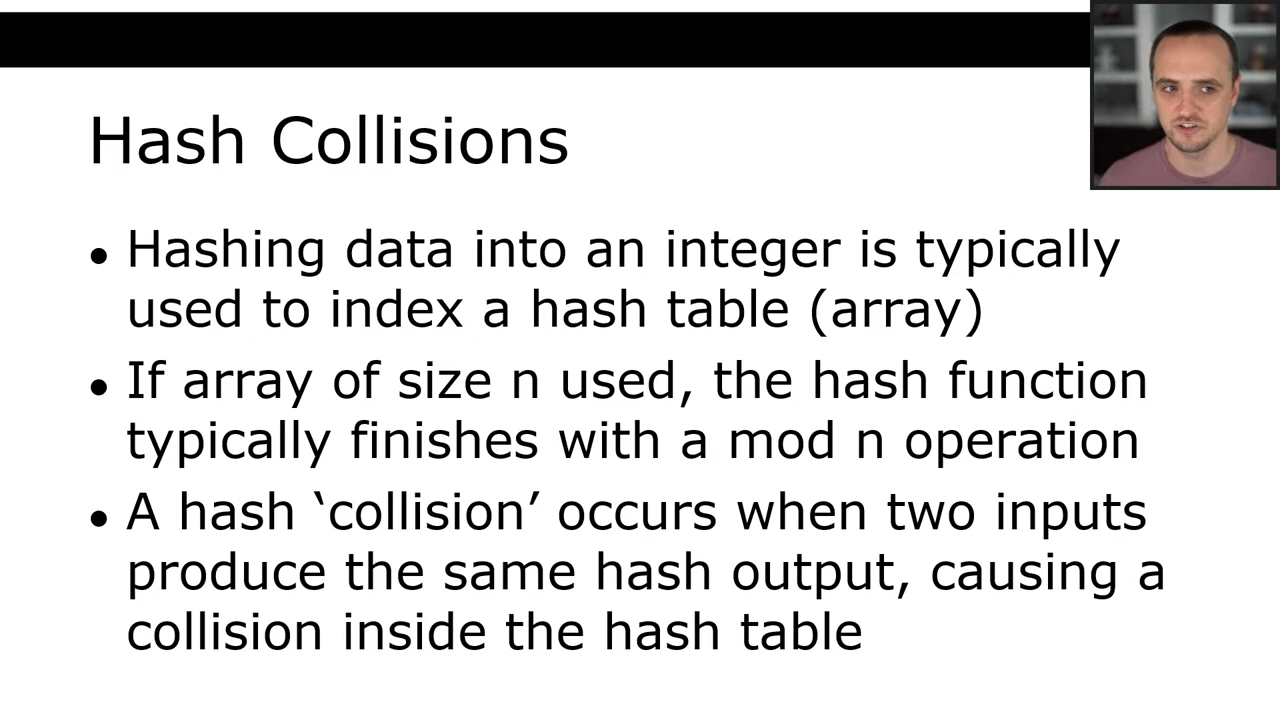 Hash Collisions
● Hashing data into an integer is typically
used to index a hash table (array)
● If array of size n used, the hash function
typically finishes with a mod n operation
● A hash ‘collision’ occurs when two inputs
produce the same hash output, causing a
collision inside the hash table